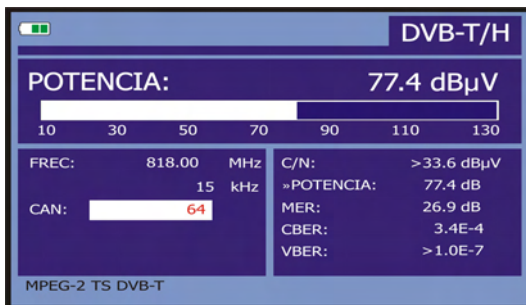 DVB-T/H
POTENCIA: 77.4 dBµV
10 30 50 70 90 110 130
FREC: 818.00 MHz
15 kHz
CAN: 64
C/N: >33.6 dBµV
»POTENCIA: 77.4 dB
MER: 26.9 dB
CBER: 3.4E-4
VBER: >1.0E-7
MPEG-2 TS DVB-T